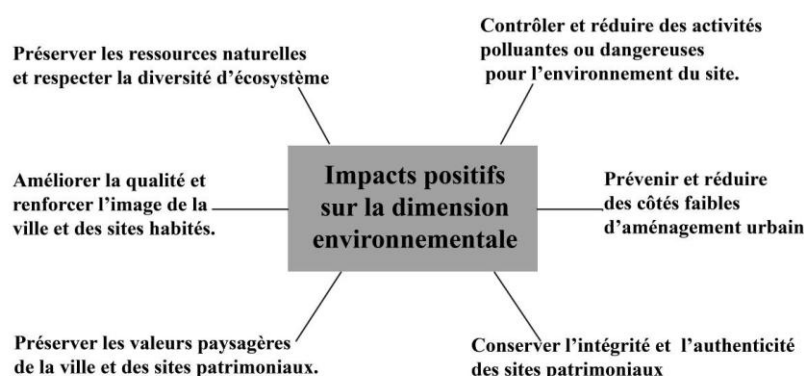 Préserver les ressources naturelles
et respecter la diversité d'écosystème
Contrôler et réduire des activités
polluantes ou dangereuses
pour l'environnement du site.
Améliorer la qualité et
renforcer l'image de la
ville et des sites habités.
Impacts positifs
sur la dimension
environnementale
Prévenir et réduire
des côtés faibles
d'aménagement urbain
Préserver les valeurs paysagères
de la ville et des sites patrimoniaux.
Conserver l'intégrité et l'authenticité
des sites patrimoniaux